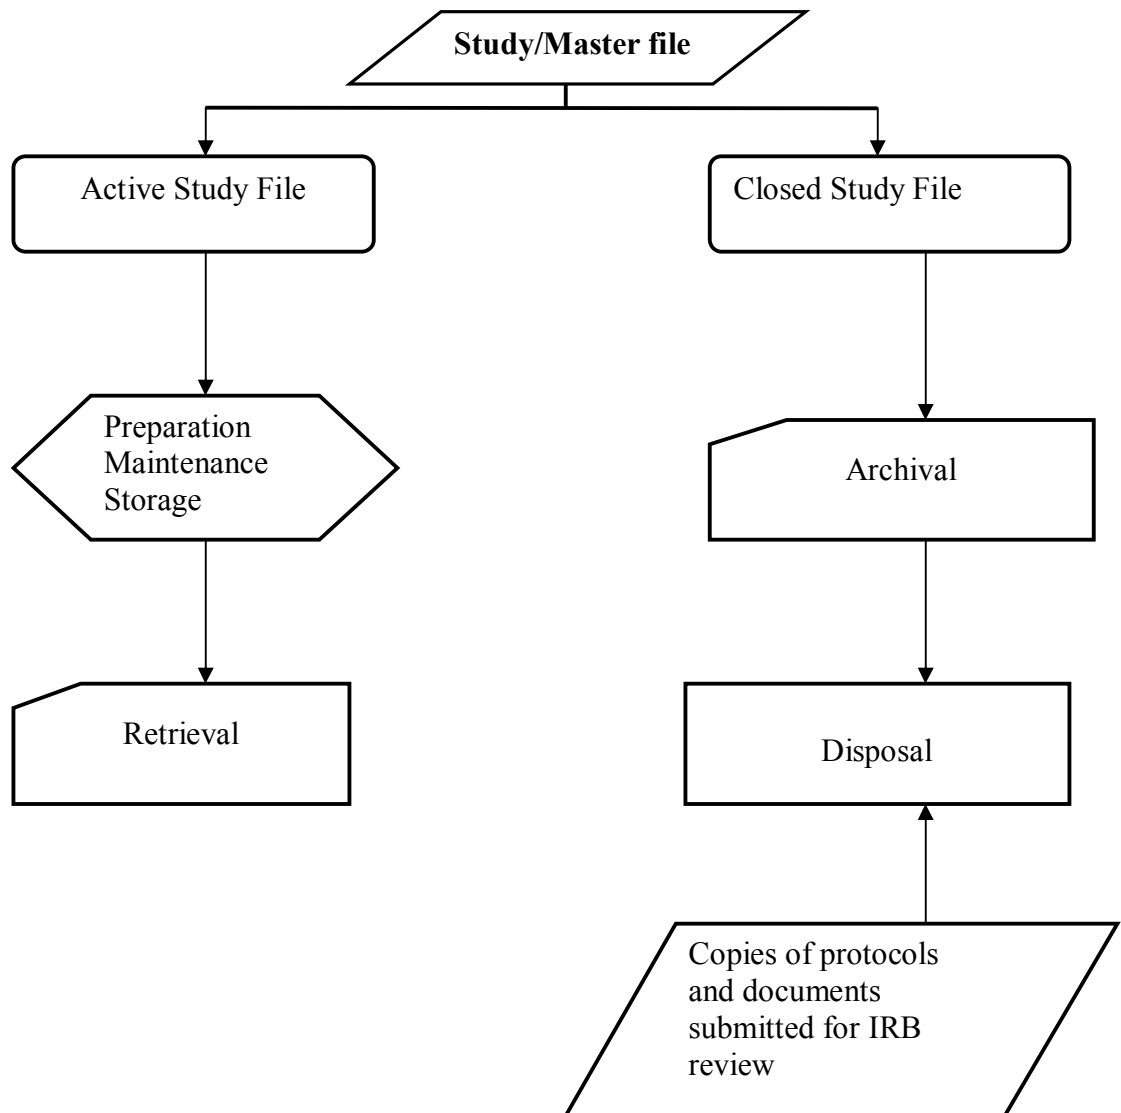 Study/Master file
Active Study File
Closed Study File
Preparation
Maintenance
Storage
Archival
Retrieval
Disposal
Copies of protocols
and documents
submitted for IRB
review